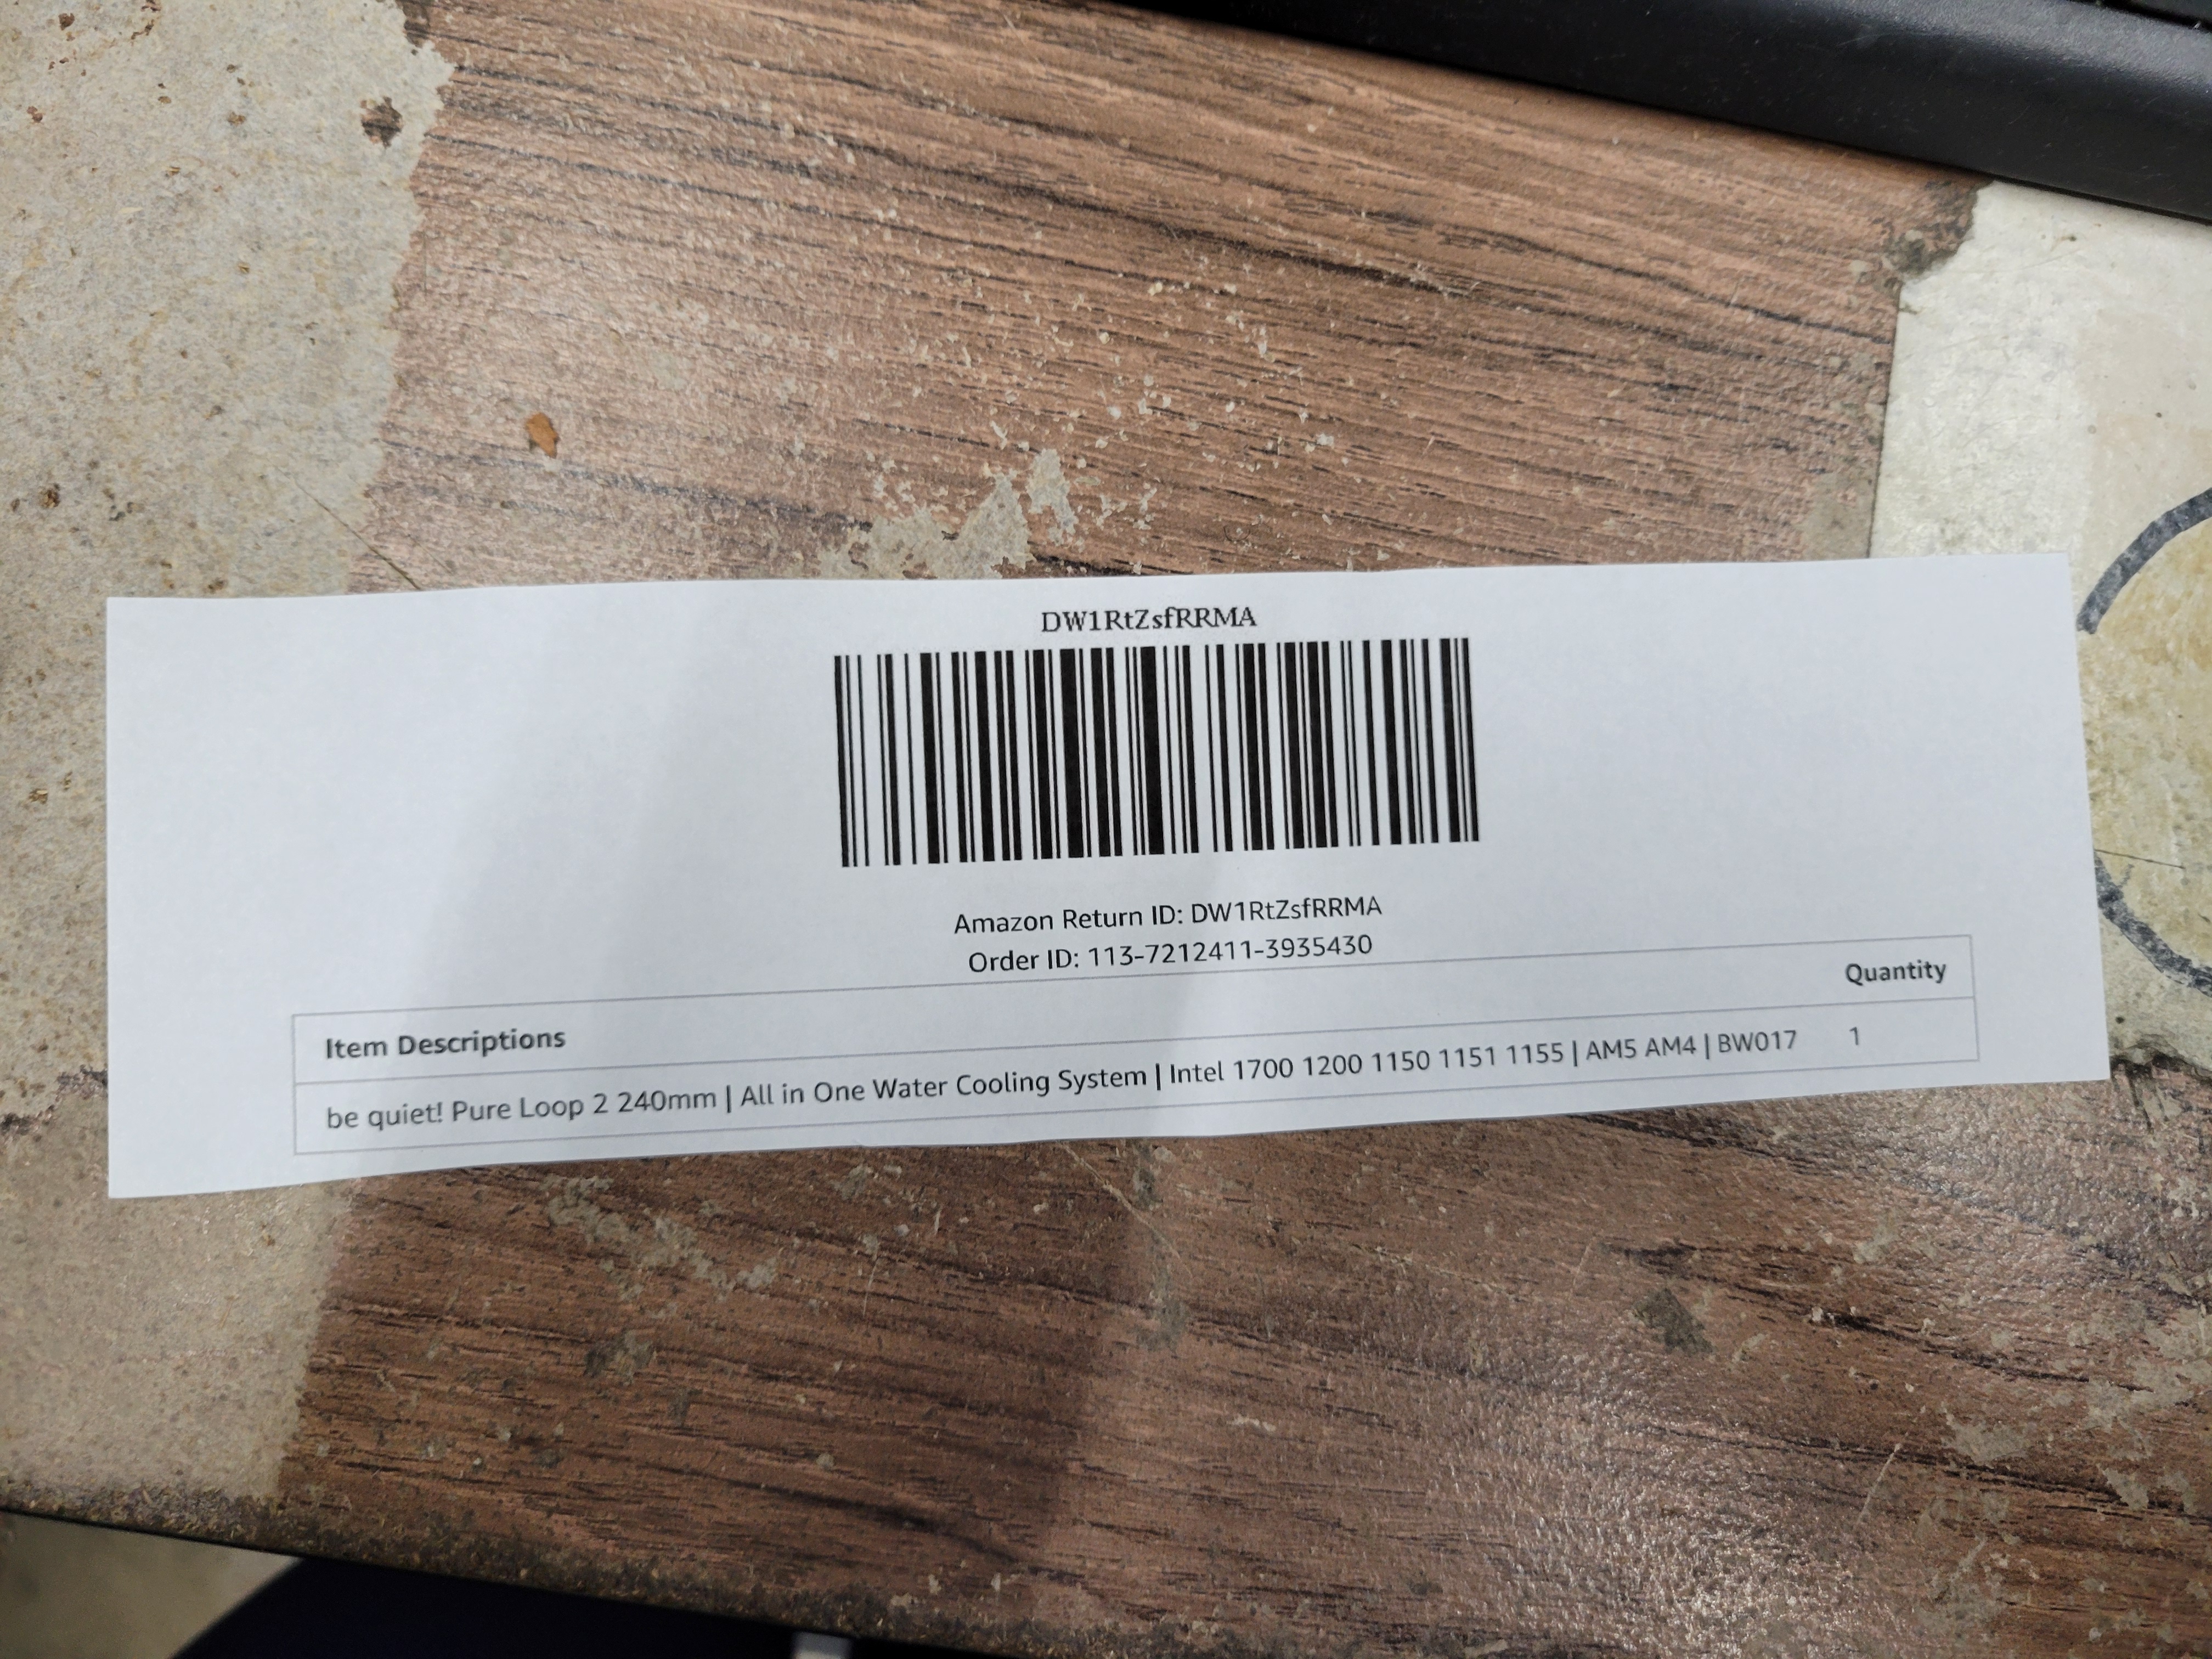 DW1RtZsfRRMA
Amazon Return ID: DW1RtZsfRRMA
Order ID: 113-7212411-3935430
Item Descriptions Quantity
be quiet! Pure Loop 2 240mm | All in One Water Cooling System | Intel 1700 1200 1150 1151 1155 | AM5 AM4 | BW017 1